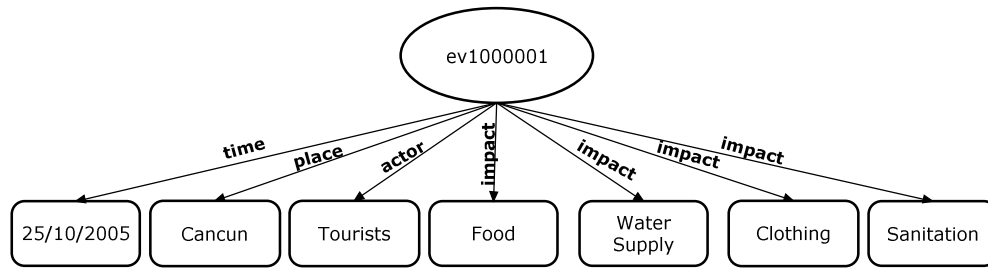 ev1000001
time
place
actor
impact
impact
impact
impact
25/10/2005
Cancun
Tourists
Food
Water
Supply
Clothing
Sanitation